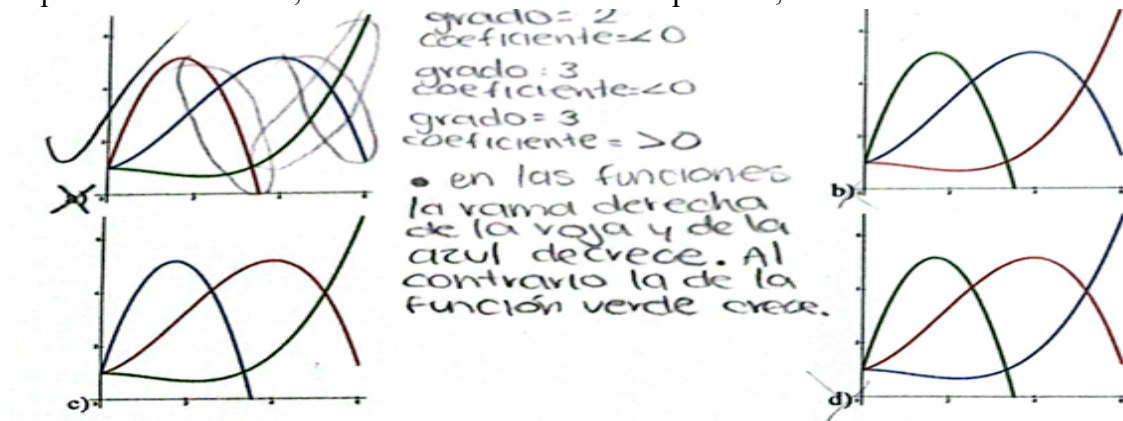 grado= 2
coeficiente=<0
grado: 3
coeficiente=<0
grado= 3
coeficiente = >0
• en las funciones
la rama derecha
de la roja y de la
azul decrece. Al
contrario la de la
función verde crece.
b)
c)
d)